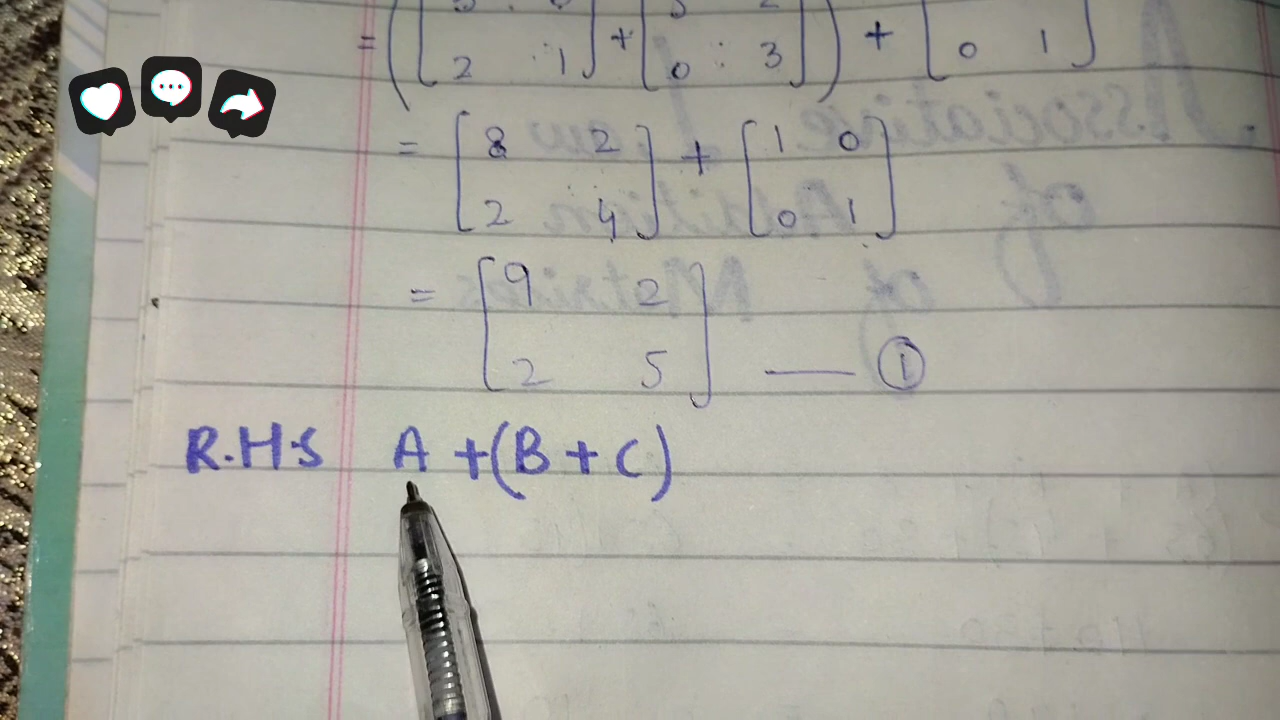 2 1 + 0 3 ) + 0 1
= [ 8 2 ] + [ 1 0 ]
2 4 0 1
= [ 9 2 ]
2 5 —— ①
R.H.S A + (B + C)